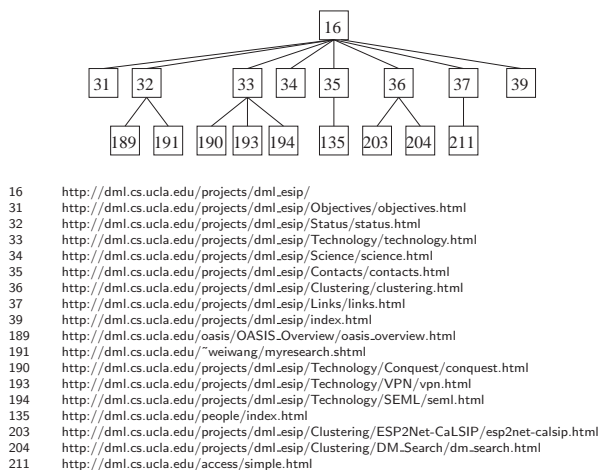 16
31 32 33 34 35 36 37 39
189 191 190 193 194 135 203 204 211
16 http://dml.cs.ucla.edu/projects/dml_esip/
31 http://dml.cs.ucla.edu/projects/dml_esip/Objectives/objectives.html
32 http://dml.cs.ucla.edu/projects/dml_esip/Status/status.html
33 http://dml.cs.ucla.edu/projects/dml_esip/Technology/technology.html
34 http://dml.cs.ucla.edu/projects/dml_esip/Science/science.html
35 http://dml.cs.ucla.edu/projects/dml_esip/Contacts/contacts.html
36 http://dml.cs.ucla.edu/projects/dml_esip/Clustering/clustering.html
37 http://dml.cs.ucla.edu/projects/dml_esip/Links/links.html
39 http://dml.cs.ucla.edu/projects/dml_esip/index.html
189 http://dml.cs.ucla.edu/oasis/OASIS_Overview/oasis_overview.html
191 http://dml.cs.ucla.edu/~weiwang/myresearch.shtml
190 http://dml.cs.ucla.edu/projects/dml_esip/Technology/Conquest/conquest.html
193 http://dml.cs.ucla.edu/projects/dml_esip/Technology/VPN/vpn.html
194 http://dml.cs.ucla.edu/projects/dml_esip/Technology/SEML/seml.html
135 http://dml.cs.ucla.edu/people/index.html
203 http://dml.cs.ucla.edu/projects/dml_esip/Clustering/ESP2Net-CaLSIP/esp2net-calsip.html
204 http://dml.cs.ucla.edu/projects/dml_esip/Clustering/DM_Search/dm_search.html
211 http://dml.cs.ucla.edu/access/simple.html